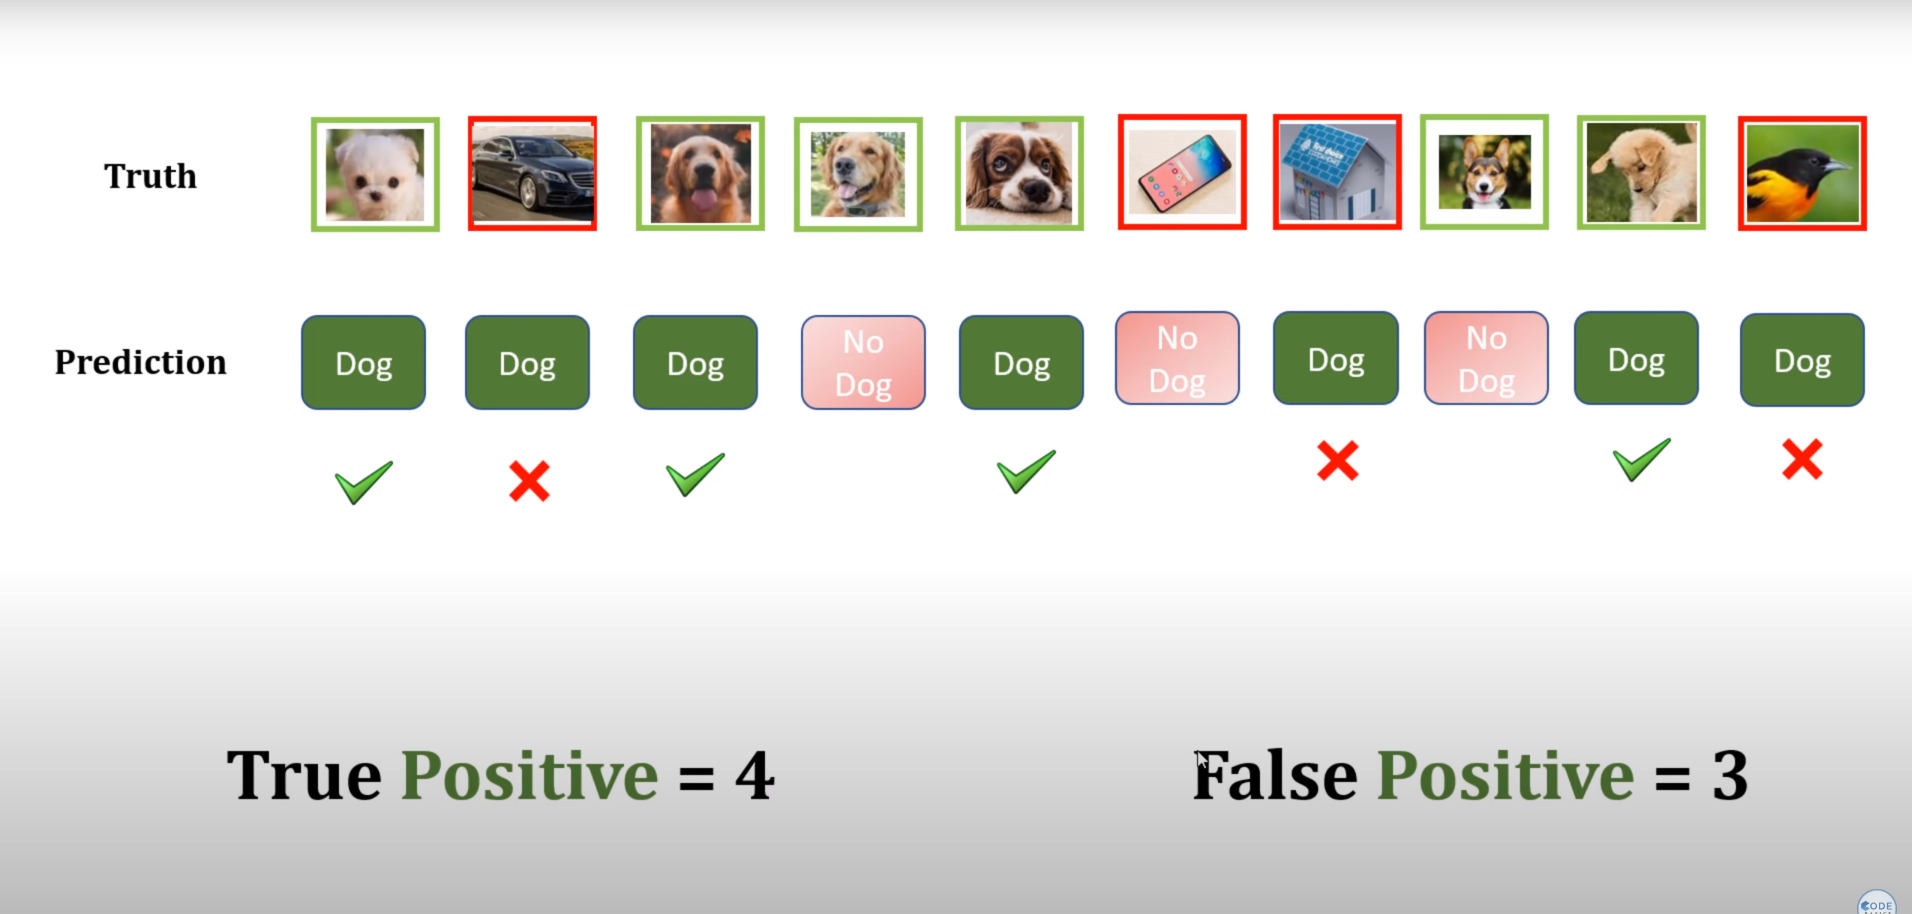 Truth
Prediction
Dog
Dog
Dog
No
Dog
Dog
No
Dog
Dog
No
Dog
Dog
Dog
True Positive = 4
False Positive = 3
CODE